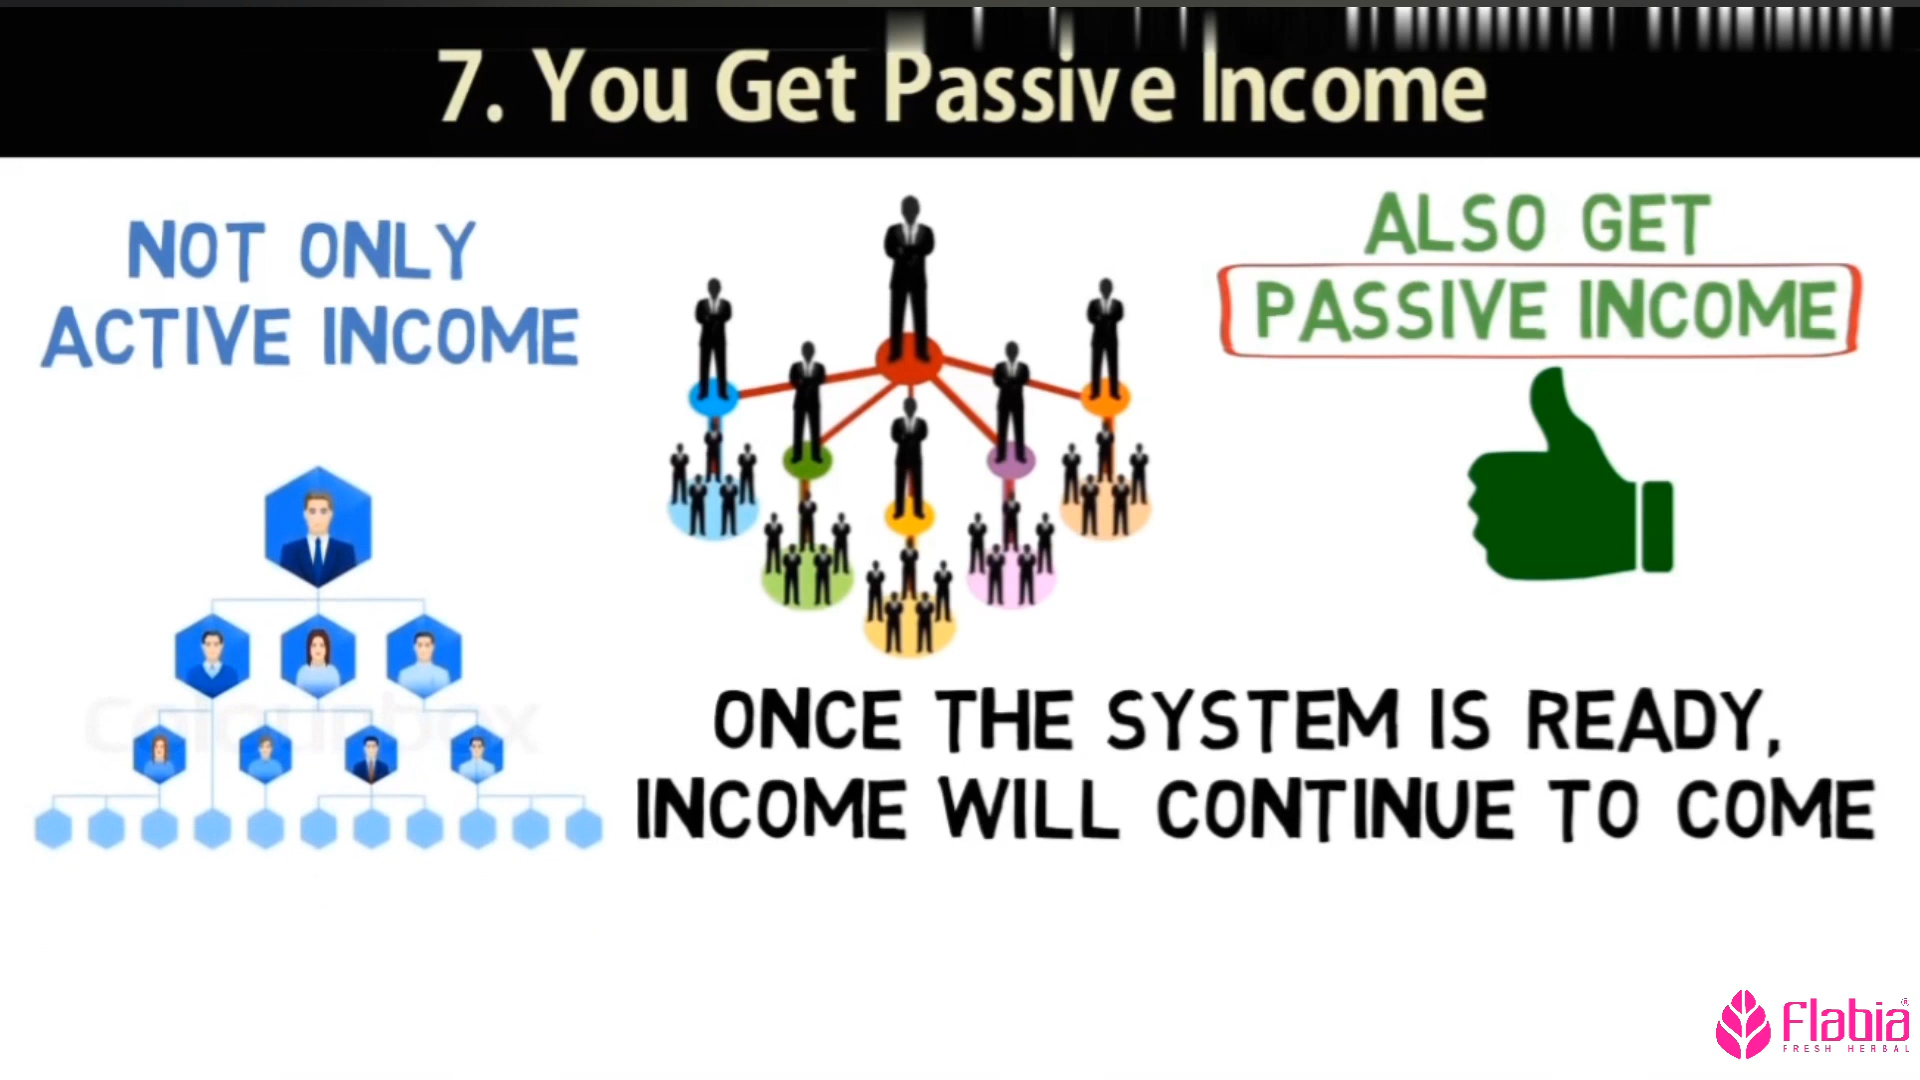 7. You Get Passive Income
NOT ONLY
ACTIVE INCOME
ALSO GET
PASSIVE INCOME
Colourbox
ONCE THE SYSTEM IS READY,
INCOME WILL CONTINUE TO COME
Flabia®
FRESH HERBAL